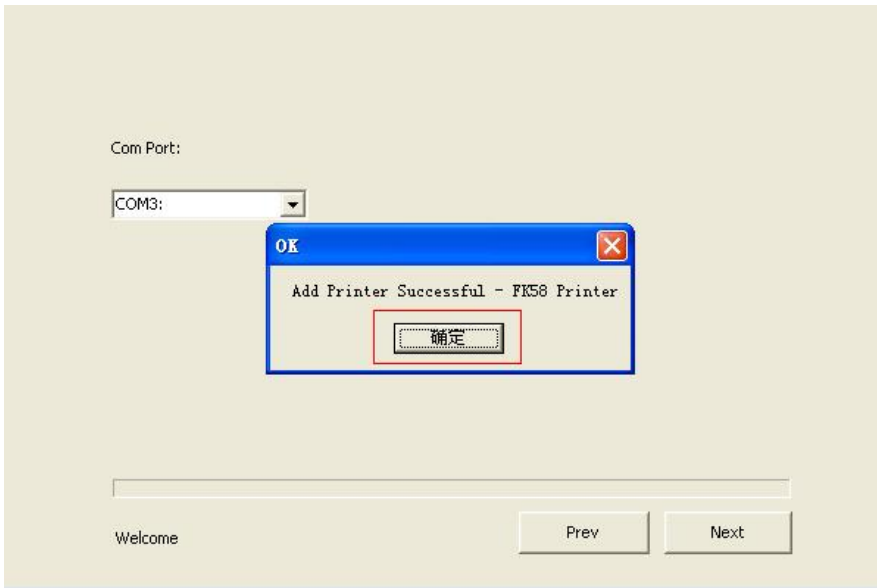 Com Port:
COM3:
OK
Add Printer Successful - FK58 Printer
确定
Welcome
Prev
Next